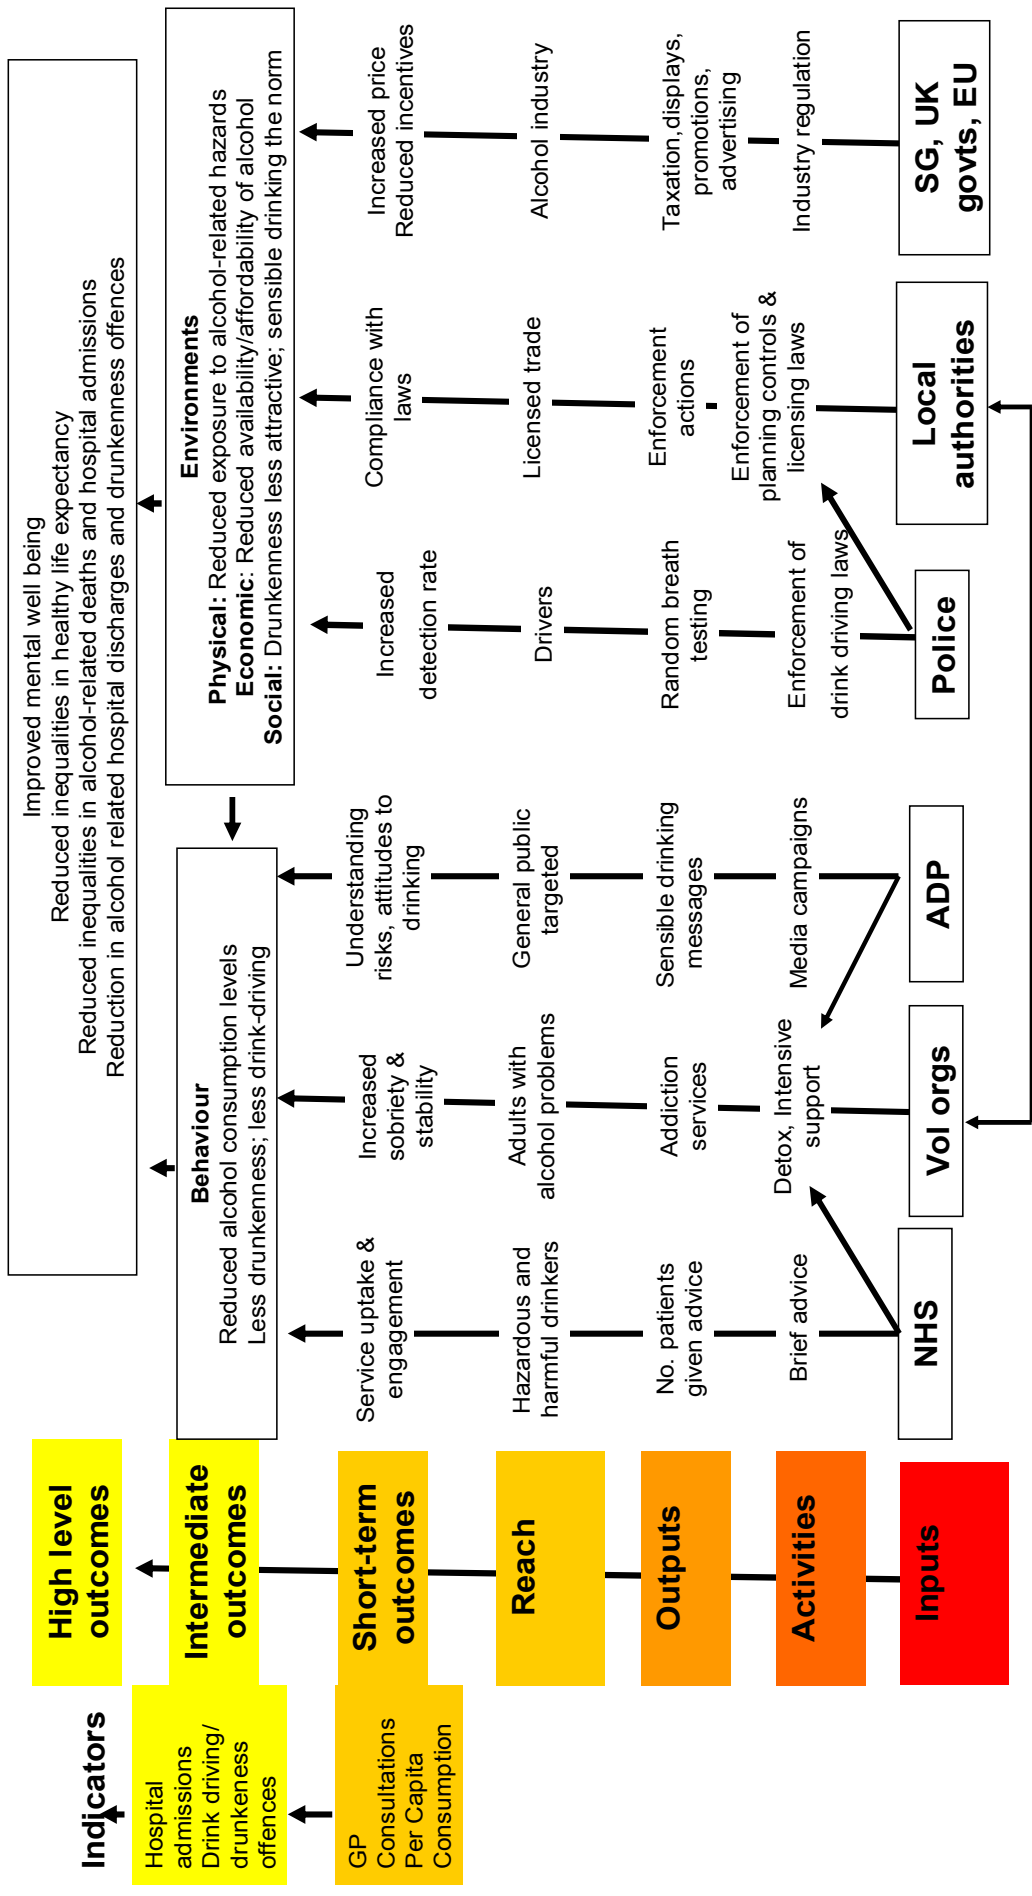 Indicators
Hospital
admissions
Drink driving/
drunkeness
offences
GP
Consultations
Per Capita
Consumption
High level
outcomes
Intermediate
outcomes
Short-term
outcomes
Reach
Outputs
Activities
Inputs
Improved mental well being
Reduced inequalities in healthy life expectancy
Reduced inequalities in alcohol-related deaths and hospital admissions
Reduction in alcohol related hospital discharges and drunkenness offences
Behaviour
Reduced alcohol consumption levels
Less drunkenness; less drink-driving
Environments
Physical: Reduced exposure to alcohol-related hazards
Economic: Reduced availability/affordability of alcohol
Social: Drunkenness less attractive; sensible drinking the norm
Service uptake &
engagement
Increased
sobriety &
stability
Understanding
risks, attitudes to
drinking
Increased
detection rate
Compliance with
laws
Increased price
Reduced incentives
Hazardous and
harmful drinkers
Adults with
alcohol problems
General public
targeted
Drivers
Licensed trade
Alcohol industry
No. patients
given advice
Addiction
services
Sensible drinking
messages
Random breath
testing
Enforcement
actions
Taxation,displays,
promotions,
advertising
Brief advice
Detox, Intensive
support
Media campaigns
Enforcement of
drink driving laws
Enforcement of
planning controls &
licensing laws
Industry regulation
NHS
Vol orgs
ADP
Police
Local
authorities
SG, UK
govts, EU